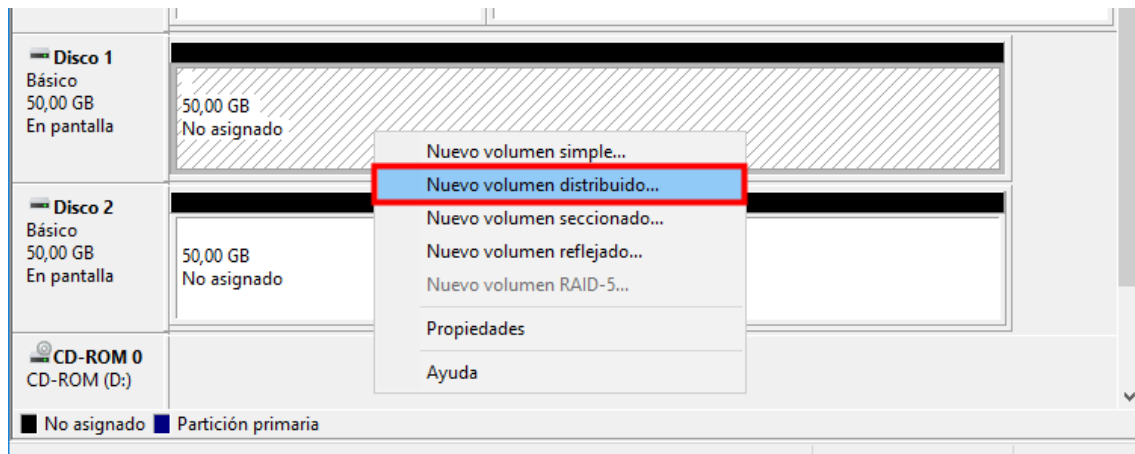 Disco 1
Básico
50,00 GB
En pantalla
50,00 GB
No asignado
Nuevo volumen simple...
Nuevo volumen distribuido...
Nuevo volumen seccionado...
Nuevo volumen reflejado...
Nuevo volumen RAID-5...
Propiedades
Ayuda
Disco 2
Básico
50,00 GB
En pantalla
50,00 GB
No asignado
CD-ROM 0
CD-ROM (D:)
No asignado Partición primaria